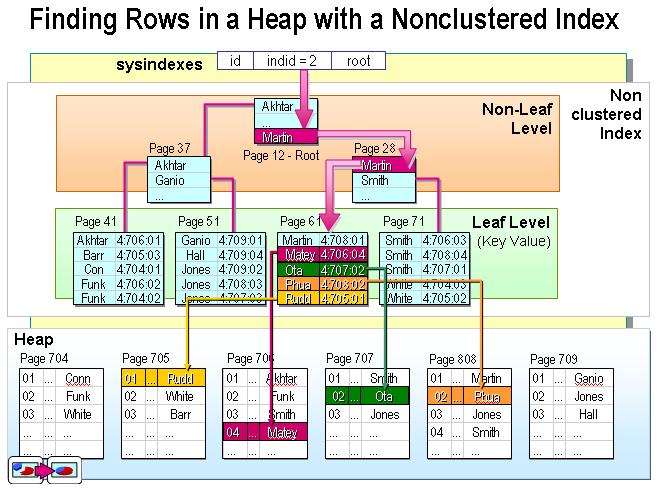 Finding Rows in a Heap with a Nonclustered Index
sysindexes id indid = 2 root
Non clustered Index
Non-Leaf Level
Akhtar
...
Martin
Page 12 - Root
Page 37
Akhtar
Ganio
...
Page 28
Martin
Smith
...
Leaf Level
(Key Value)
Page 41
Akhtar 4:706:01
Barr 4:705:03
Con 4:704:01
Funk 4:706:02
Funk 4:704:02
Page 51
Ganio 4:709:01
Hall 4:709:04
Jones 4:709:02
Jones 4:708:03
Jones 4:707:03
Page 61
Martin 4:708:01
Matey 4:706:04
Ota 4:707:02
Phua 4:708:02
Rudd 4:705:01
Page 71
Smith 4:706:03
Smith 4:708:04
Smith 4:707:01
White 4:704:03
White 4:705:02
Heap
Page 704
01 ... Conn
02 ... Funk
03 ... White
... ... ...
... ... ...
Page 705
01 ... Rudd
02 ... White
03 ... Barr
... ... ...
... ... ...
Page 706
01 ... Akhtar
02 ... Funk
03 ... Smith
04 ... Matey
... ... ...
Page 707
01 ... Smith
02 ... Ota
03 ... Jones
... ... ...
... ... ...
Page 808
01 ... Martin
02 ... Phua
03 ... Jones
04 ... Smith
... ... ...
Page 709
01 ... Ganio
02 ... Jones
03 ... Hall
... ... ...
... ... ...